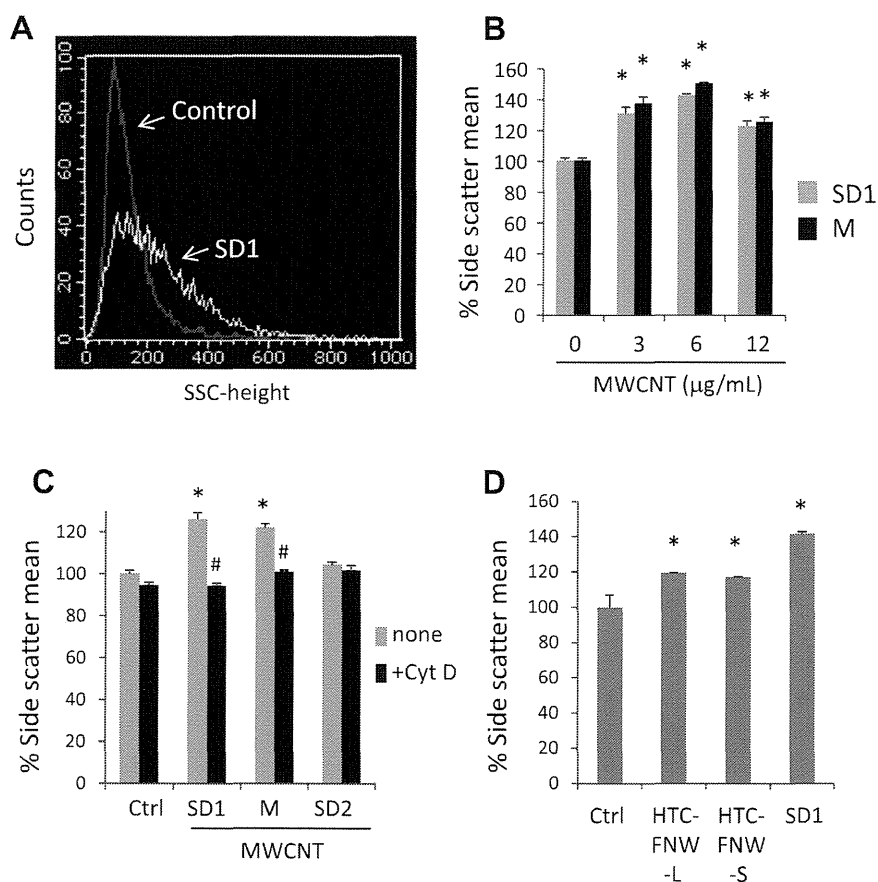 A
Counts
100
80
60
40
20
0
Control
SD1
0 200 400 600 800 1000
SSC-height
B
% Side scatter mean
160
140
120
100
80
60
40
20
0
* * * * * *
0 3 6 12
MWCNT (μg/mL)
SD1
M
C
% Side scatter mean
120
100
80
60
40
20
0
* # * #
Ctrl SD1 M SD2
MWCNT
none
+Cyt D
D
% Side scatter mean
160
140
120
100
80
60
40
20
0
* * *
Ctrl HTC- HTC- SD1
FNW FNW
-L -S